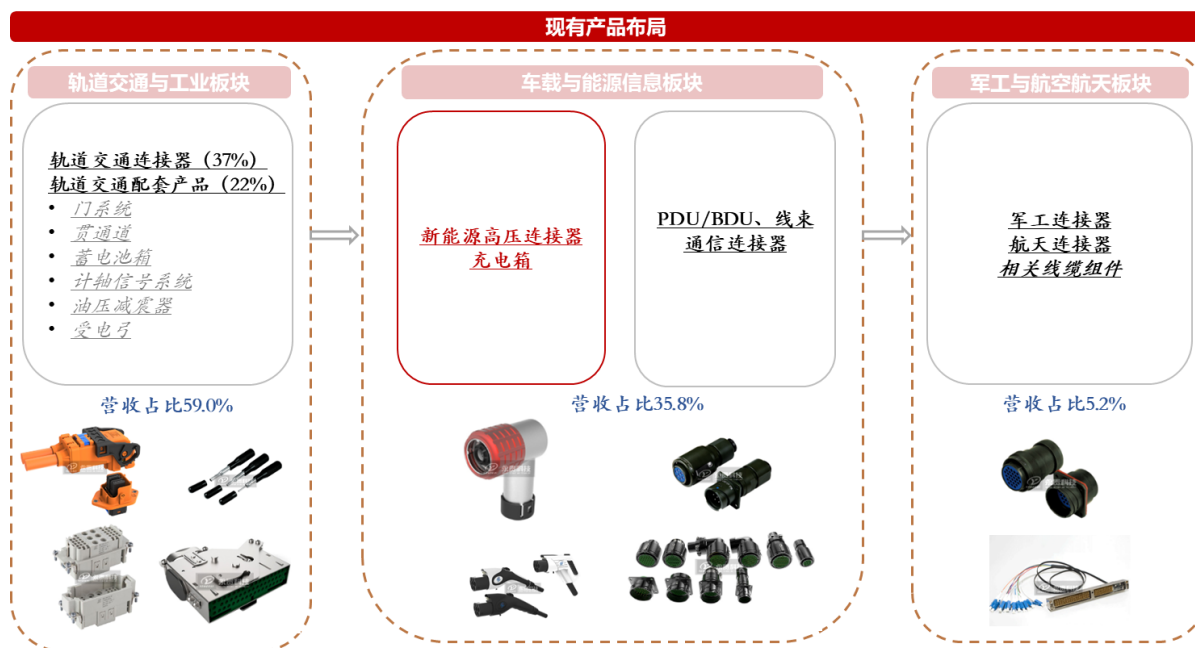 现有产品布局
轨道交通与工业板块
轨道交通连接器（37%）
轨道交通配套产品（22%）
• 门系统
• 贯通道
• 蓄电池箱
• 计轴信号系统
• 油压减震器
• 受电弓
营收占比59.0%
车载与能源信息板块
新能源高压连接器
充电箱
PDU/BDU、线束
通信连接器
营收占比35.8%
军工与航空航天板块
军工连接器
航天连接器
相关线缆组件
营收占比5.2%